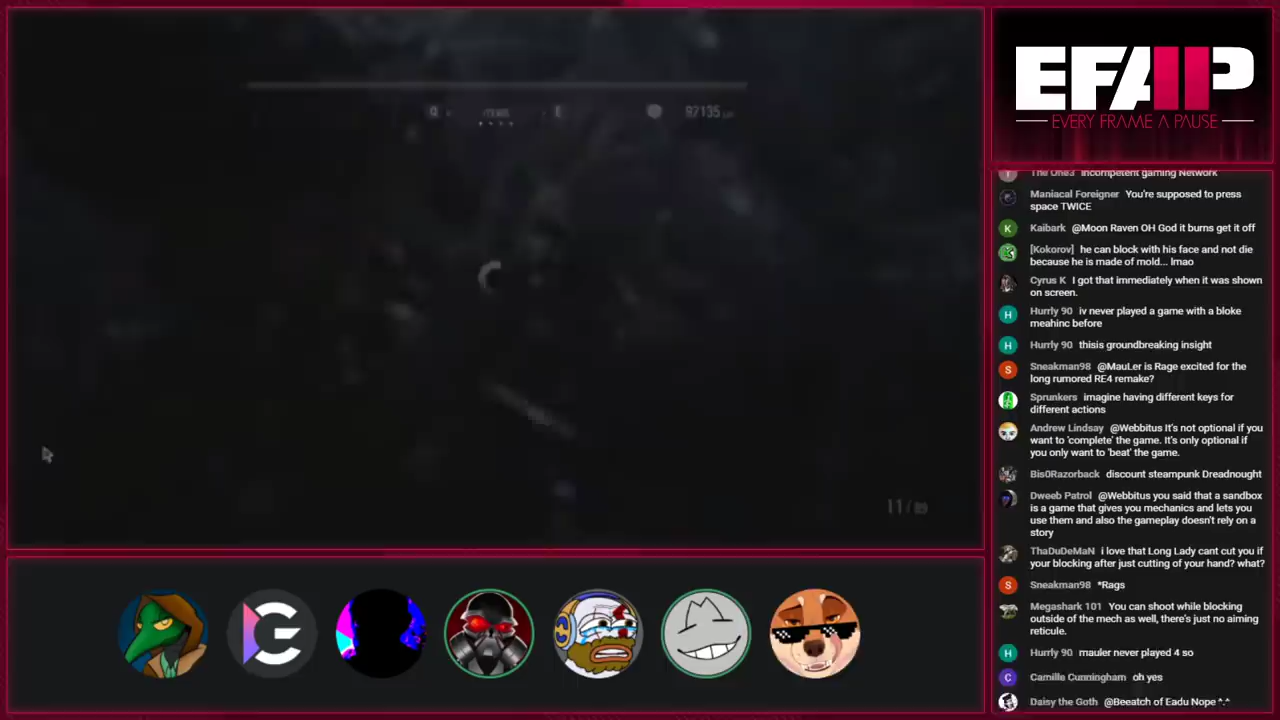 EFAP
EVERY FRAME A PAUSE
Q
E
97135
11/89
The One3 Incompetent gaming Network
Maniacal Foreigner You're supposed to press
space TWICE
K
Kaibark @Moon Raven OH God it burns get it off
[Kokorov] he can block with his face and not die
because he is made of mold... lmao
Cyrus K I got that immediately when it was shown
on screen.
H
Hurrly 90 iv never played a game with a bloke
meahinc before
H
Hurrly 90 thisis groundbreaking insight
S
Sneakman98 @MauLer is Rage excited for the
long rumored RE4 remake?
Sprunkers imagine having different keys for
different actions
Andrew Lindsay @Webbitus It's not optional if you
want to 'complete' the game. It's only optional if
you only want to 'beat' the game.
Bis0Razorback discount steampunk Dreadnought
Dweeb Patrol @Webbitus you said that a sandbox
is a game that gives you mechanics and lets you
use them and also the gameplay doesn't rely on a
story
ThaDuDeMaN i love that Long Lady cant cut you if
your blocking after just cutting of your hand? what?
S
Sneakman98 *Rags
Megashark 101 You can shoot while blocking
outside of the mech as well, there's just no aiming
reticule.
H
Hurrly 90 mauler never played 4 so
C
Camille Cunningham oh yes
Daisy the Goth @Beeatch of Eadu Nope ^.^